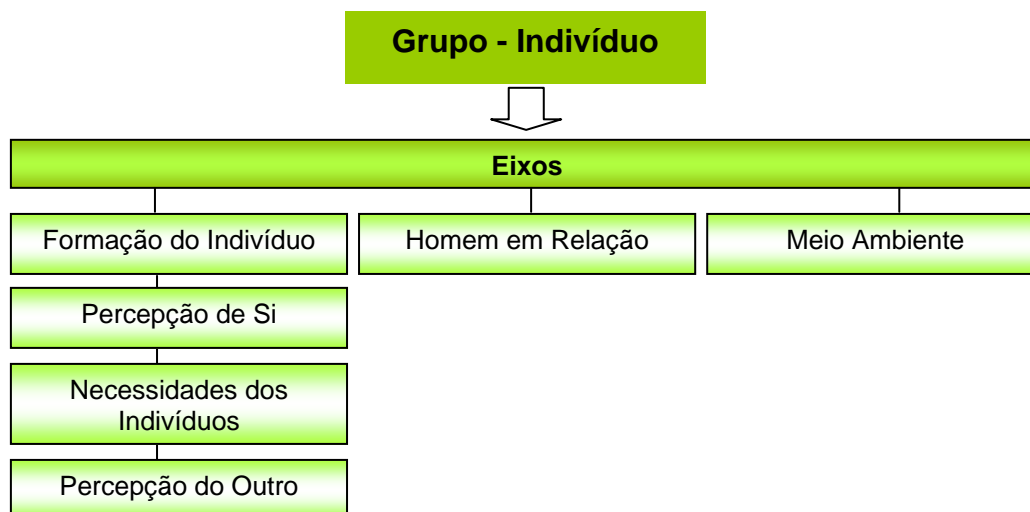 Grupo - Indivíduo
Eixos
Formação do Indivíduo
Homem em Relação
Meio Ambiente
Percepção de Si
Necessidades dos
Indivíduos
Percepção do Outro